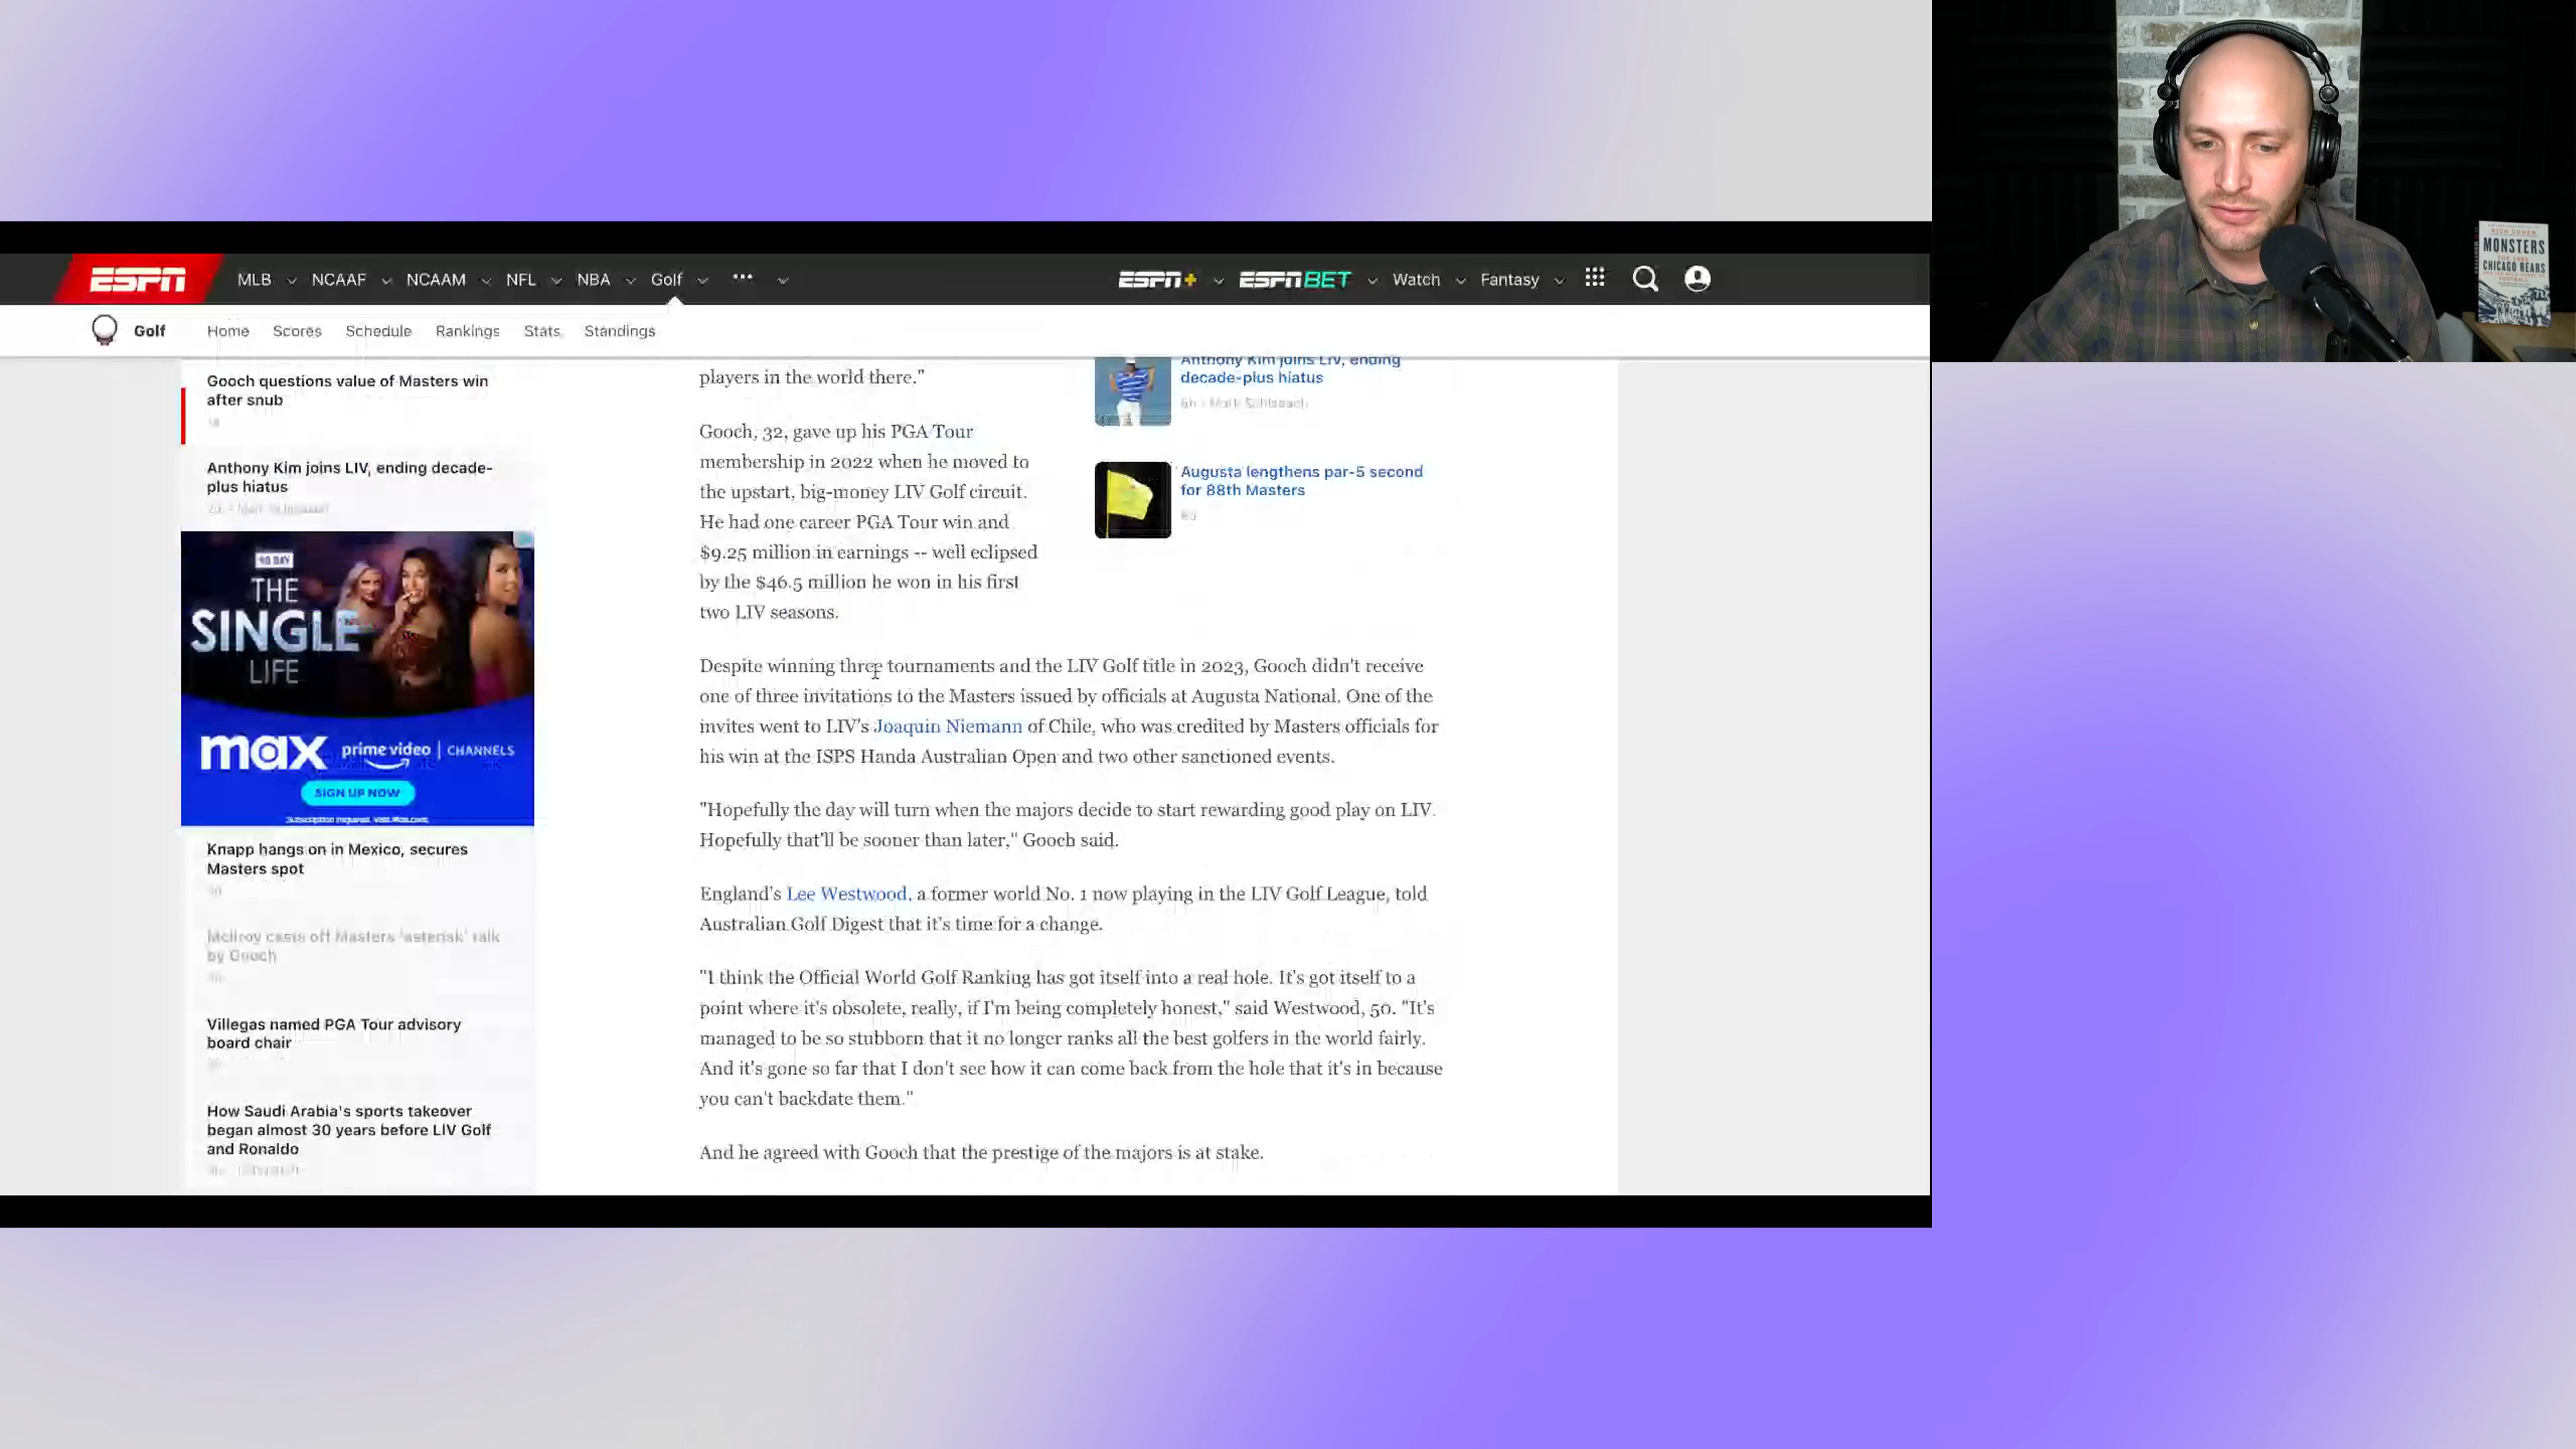 ESPN MLB NCAAF NCAAM NFL NBA Golf ••• ESPN+ ESPN BET Watch Fantasy
Golf Home Scores Schedule Rankings Stats Standings
Gooch questions value of Masters win
after snub
Anthony Kim joins LIV, ending decade-
plus hiatus
THE
SINGLE
LIFE
max prime video | CHANNELS
SIGN UP NOW
Knapp hangs on in Mexico, secures
Masters spot
McIlroy casts off Masters 'asterisk' talk
by Gooch
Villegas named PGA Tour advisory
board chair
How Saudi Arabia's sports takeover
began almost 30 years before LIV Golf
and Ronaldo
players in the world there."
Gooch, 32, gave up his PGA Tour
membership in 2022 when he moved to
the upstart, big-money LIV Golf circuit.
He had one career PGA Tour win and
$9.25 million in earnings -- well eclipsed
by the $46.5 million he won in his first
two LIV seasons.
Anthony Kim joins LIV, ending
decade-plus hiatus
Augusta lengthens par-5 second
for 88th Masters
Despite winning three tournaments and the LIV Golf title in 2023, Gooch didn't receive
one of three invitations to the Masters issued by officials at Augusta National. One of the
invites went to LIV's Joaquin Niemann of Chile, who was credited by Masters officials for
his win at the ISPS Handa Australian Open and two other sanctioned events.
"Hopefully the day will turn when the majors decide to start rewarding good play on LIV.
Hopefully that'll be sooner than later," Gooch said.
England's Lee Westwood, a former world No. 1 now playing in the LIV Golf League, told
Australian Golf Digest that it's time for a change.
"I think the Official World Golf Ranking has got itself into a real hole. It's got itself to a
point where it's obsolete, really, if I'm being completely honest," said Westwood, 50. "It's
managed to be so stubborn that it no longer ranks all the best golfers in the world fairly.
And it's gone so far that I don't see how it can come back from the hole that it's in because
you can't backdate them."
And he agreed with Gooch that the prestige of the majors is at stake.
MONSTERS
CHICAGO BEARS